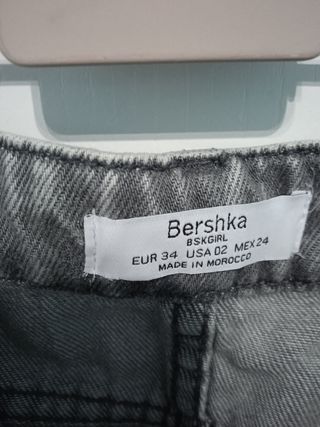 Bershka
BSKGIRL
EUR 34 USA 02 MEX 24
MADE IN MOROCCO